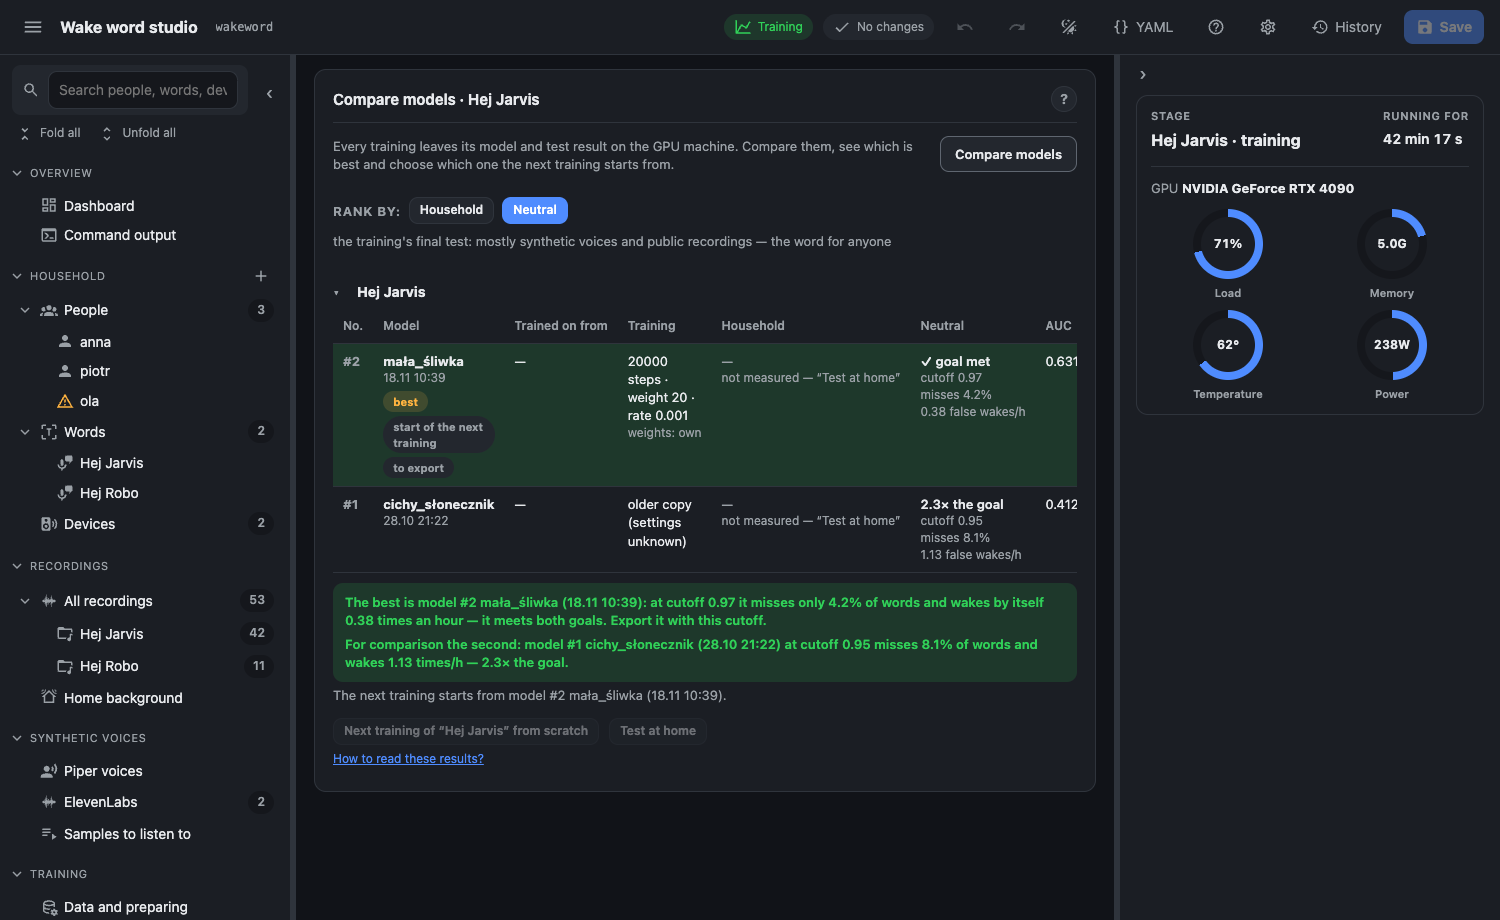 Wake word studio
wakeword
Training
No changes
YAML
History
Save
Search people, words, dev
Fold all
Unfold all
OVERVIEW
Dashboard
Command output
HOUSEHOLD
People
3
anna
piotr
ola
Words
2
Hej Jarvis
Hej Robo
Devices
2
RECORDINGS
All recordings
53
Hej Jarvis
42
Hej Robo
11
Home background
SYNTHETIC VOICES
Piper voices
ElevenLabs
2
Samples to listen to
TRAINING
Data and preparing
Compare models · Hej Jarvis
?
Every training leaves its model and test result on the GPU machine. Compare them, see which is
best and choose which one the next training starts from.
Compare models
RANK BY:
Household
Neutral
the training's final test: mostly synthetic voices and public recordings — the word for anyone
Hej Jarvis
No.
Model
Trained on from
Training
Household
Neutral
AUC
#2
mała_śliwka
18.11 10:39
best
start of the next
training
to export
—
20000
steps ·
weight 20 ·
rate 0.001
weights: own
—
not measured — “Test at home”
✓ goal met
cutoff 0.97
misses 4.2%
0.38 false wakes/h
0.631
#1
cichy_słonecznik
28.10 21:22
—
older copy
(settings
unknown)
—
not measured — “Test at home”
2.3× the goal
cutoff 0.95
misses 8.1%
1.13 false wakes/h
0.412
The best is model #2 mała_śliwka (18.11 10:39): at cutoff 0.97 it misses only 4.2% of words and wakes by itself
0.38 times an hour — it meets both goals. Export it with this cutoff.
For comparison the second: model #1 cichy_słonecznik (28.10 21:22) at cutoff 0.95 misses 8.1% of words and
wakes 1.13 times/h — 2.3× the goal.
The next training starts from model #2 mała_śliwka (18.11 10:39).
Next training of “Hej Jarvis” from scratch
Test at home
How to read these results?
STAGE
Hej Jarvis · training
RUNNING FOR
42 min 17 s
GPU NVIDIA GeForce RTX 4090
71%
Load
5.0G
Memory
62°
Temperature
238W
Power